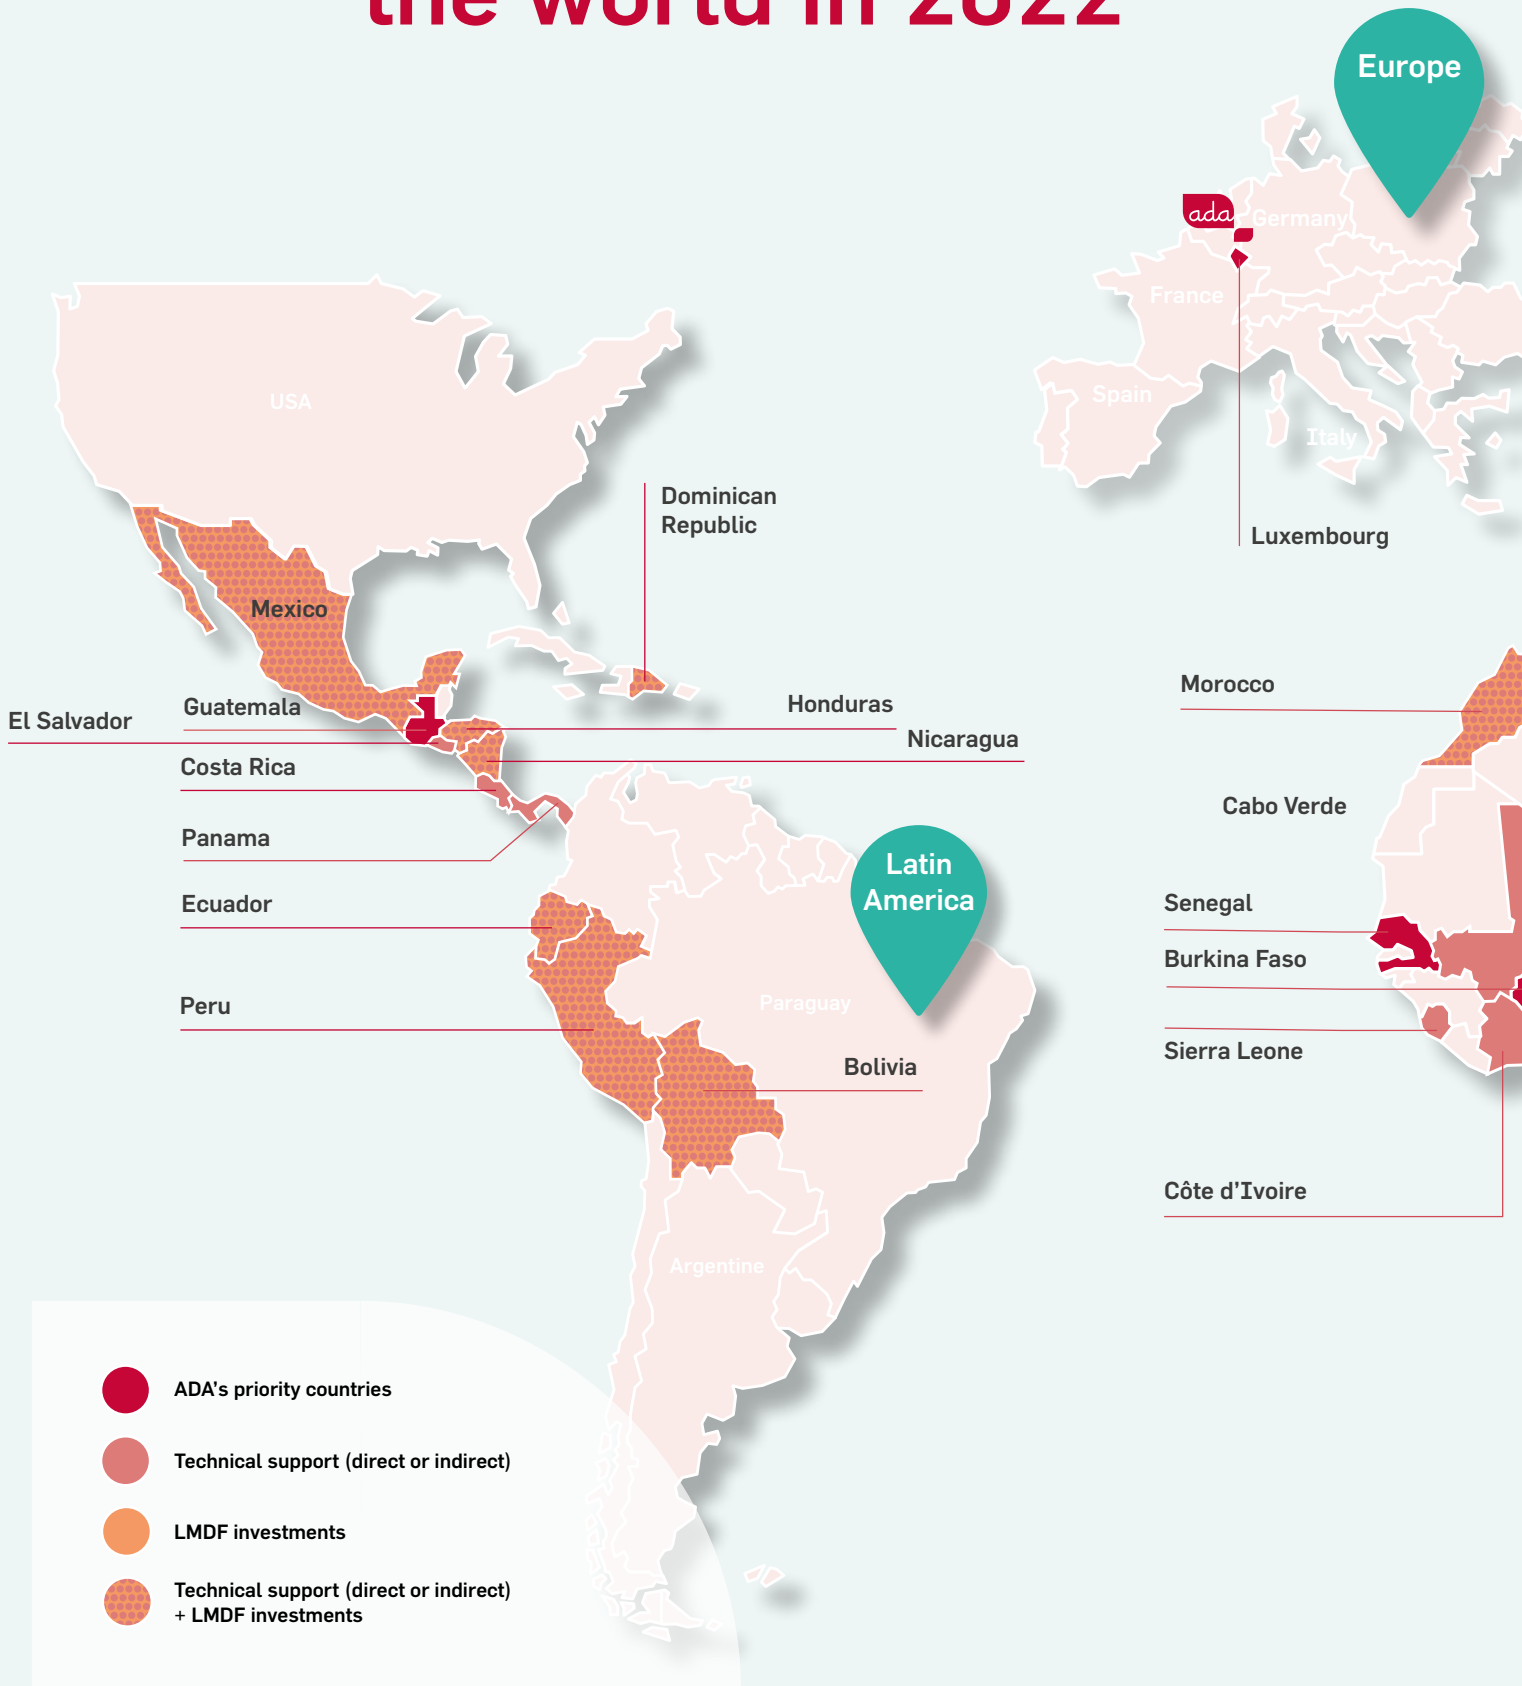 the world in 2022
Europe
ada
Germany
France
Spain
Italy
Luxembourg
USA
Dominican
Republic
Mexico
Guatemala
El Salvador
Honduras
Nicaragua
Costa Rica
Panama
Ecuador
Peru
Latin
America
Paraguay
Bolivia
Argentine
Morocco
Cabo Verde
Senegal
Burkina Faso
Sierra Leone
Côte d’Ivoire
ADA’s priority countries
Technical support (direct or indirect)
LMDF investments
Technical support (direct or indirect)
+ LMDF investments